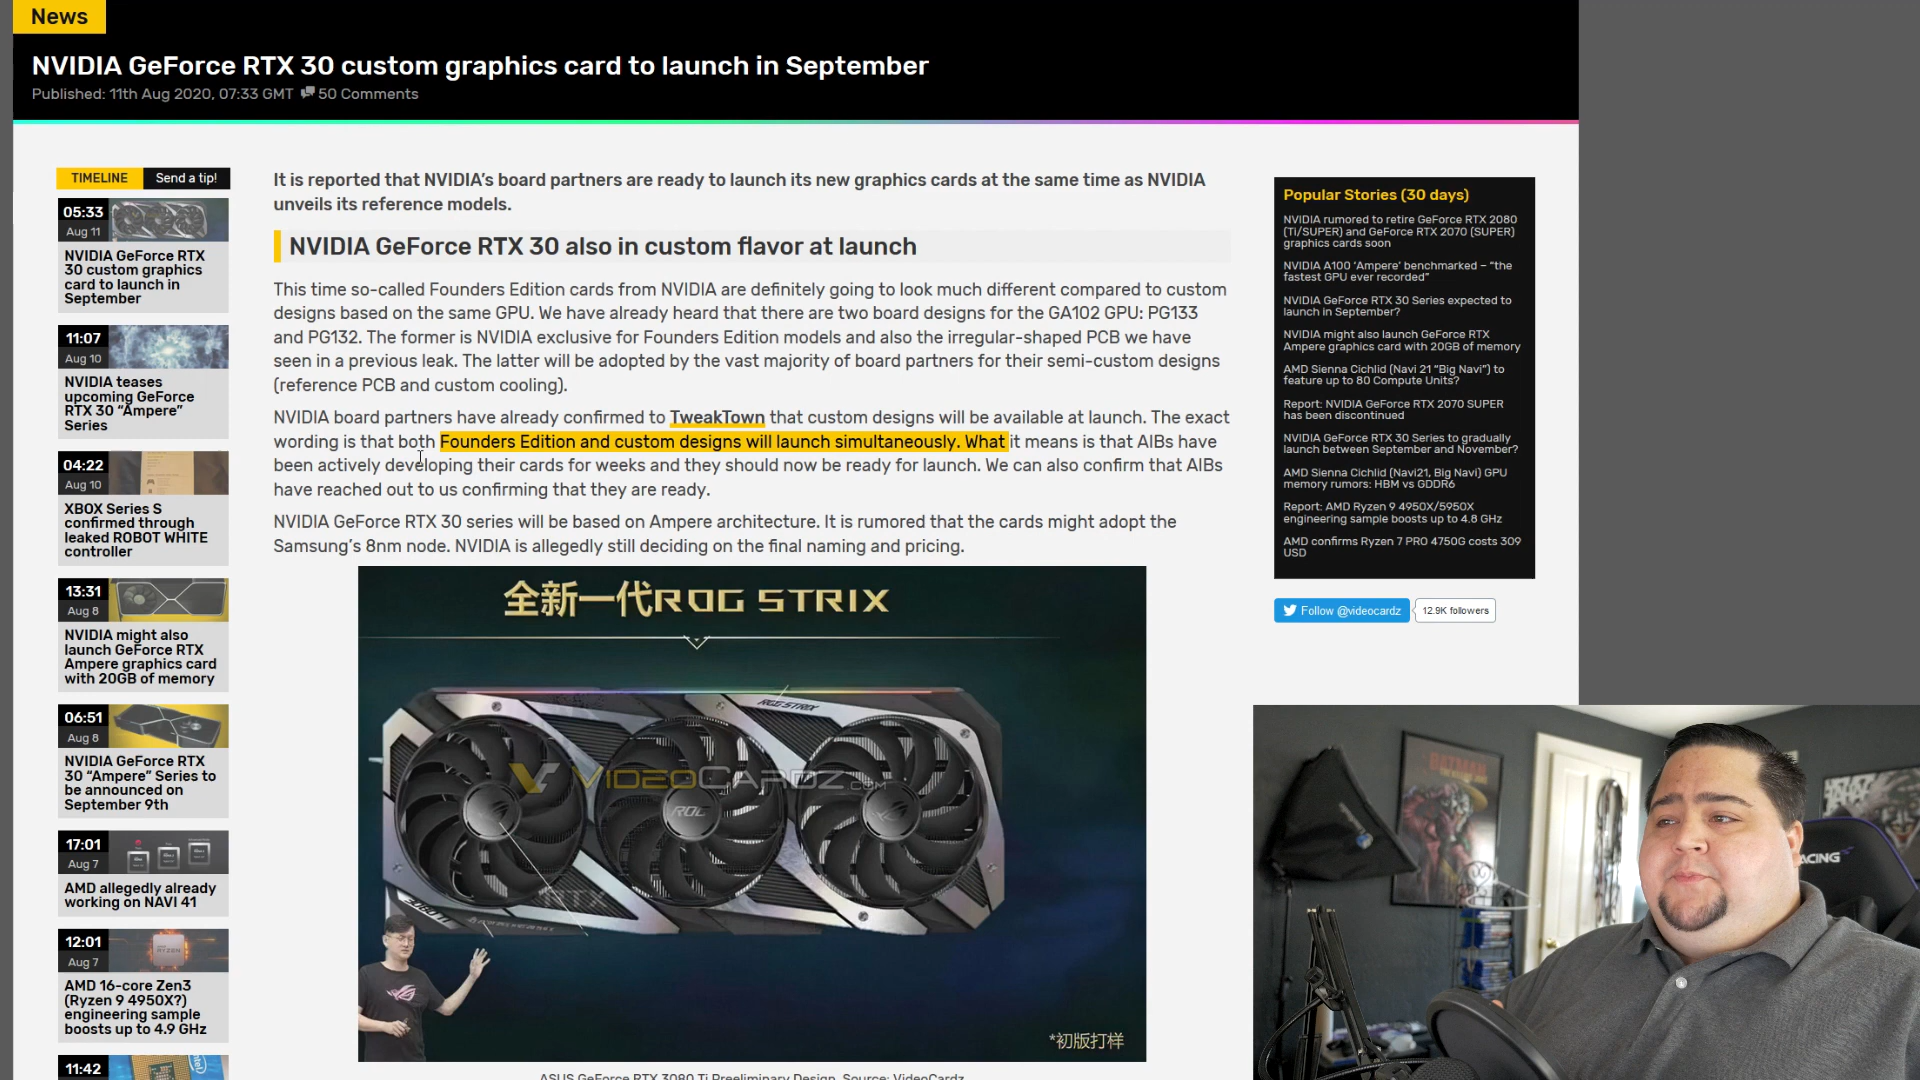 News
NVIDIA GeForce RTX 30 custom graphics card to launch in September
Published: 11th Aug 2020, 07:33 GMT 50 Comments
TIMELINE Send a tip!
05:33
Aug 11
NVIDIA GeForce RTX
30 custom graphics
card to launch in
September
11:07
Aug 10
NVIDIA teases
upcoming GeForce
RTX 30 “Ampere”
Series
04:22
Aug 10
XBOX Series S
confirmed through
leaked ROBOT WHITE
controller
13:31
Aug 8
NVIDIA might also
launch GeForce RTX
Ampere graphics card
with 20GB of memory
06:51
Aug 8
NVIDIA GeForce RTX
30 “Ampere” Series to
be announced on
September 9th
17:01
Aug 7
AMD allegedly already
working on NAVI 41
12:01
Aug 7
AMD 16-core Zen3
(Ryzen 9 4950X?)
engineering sample
boosts up to 4.9 GHz
11:42
It is reported that NVIDIA’s board partners are ready to launch its new graphics cards at the same time as NVIDIA
unveils its reference models.
NVIDIA GeForce RTX 30 also in custom flavor at launch
This time so-called Founders Edition cards from NVIDIA are definitely going to look much different compared to custom
designs based on the same GPU. We have already heard that there are two board designs for the GA102 GPU: PG133
and PG132. The former is NVIDIA exclusive for Founders Edition models and also the irregular-shaped PCB we have
seen in a previous leak. The latter will be adopted by the vast majority of board partners for their semi-custom designs
(reference PCB and custom cooling).
NVIDIA board partners have already confirmed to TweakTown that custom designs will be available at launch. The exact
wording is that both Founders Edition and custom designs will launch simultaneously. What it means is that AIBs have
been actively developing their cards for weeks and they should now be ready for launch. We can also confirm that AIBs
have reached out to us confirming that they are ready.
NVIDIA GeForce RTX 30 series will be based on Ampere architecture. It is rumored that the cards might adopt the
Samsung’s 8nm node. NVIDIA is allegedly still deciding on the final naming and pricing.
全新一代ROG STRIX
ROG STRIX
VIDEOCARDZ.COM
ROG
RTX
3080 Ti
*初版打样
ASUS GeForce RTX 3080 Ti Preeliminary Design, Source: VideoCardz
Popular Stories (30 days)
NVIDIA rumored to retire GeForce RTX 2080
(Ti/SUPER) and GeForce RTX 2070 (SUPER)
graphics cards soon
NVIDIA A100 ‘Ampere’ benchmarked – “the
fastest GPU ever recorded”
NVIDIA GeForce RTX 30 Series expected to
launch in September?
NVIDIA might also launch GeForce RTX
Ampere graphics card with 20GB of memory
AMD Sienna Cichlid (Navi 21 “Big Navi”) to
feature up to 80 Compute Units?
Report: NVIDIA GeForce RTX 2070 SUPER
has been discontinued
NVIDIA GeForce RTX 30 Series to gradually
launch between September and November?
AMD Sienna Cichlid (Navi21, Big Navi) GPU
memory rumors: HBM vs GDDR6
Report: AMD Ryzen 9 4950X/5950X
engineering sample boosts up to 4.8 GHz
AMD confirms Ryzen 7 PRO 4750G costs 309
USD
Follow @videocardz 12.9K followers
BATMAN
ACING